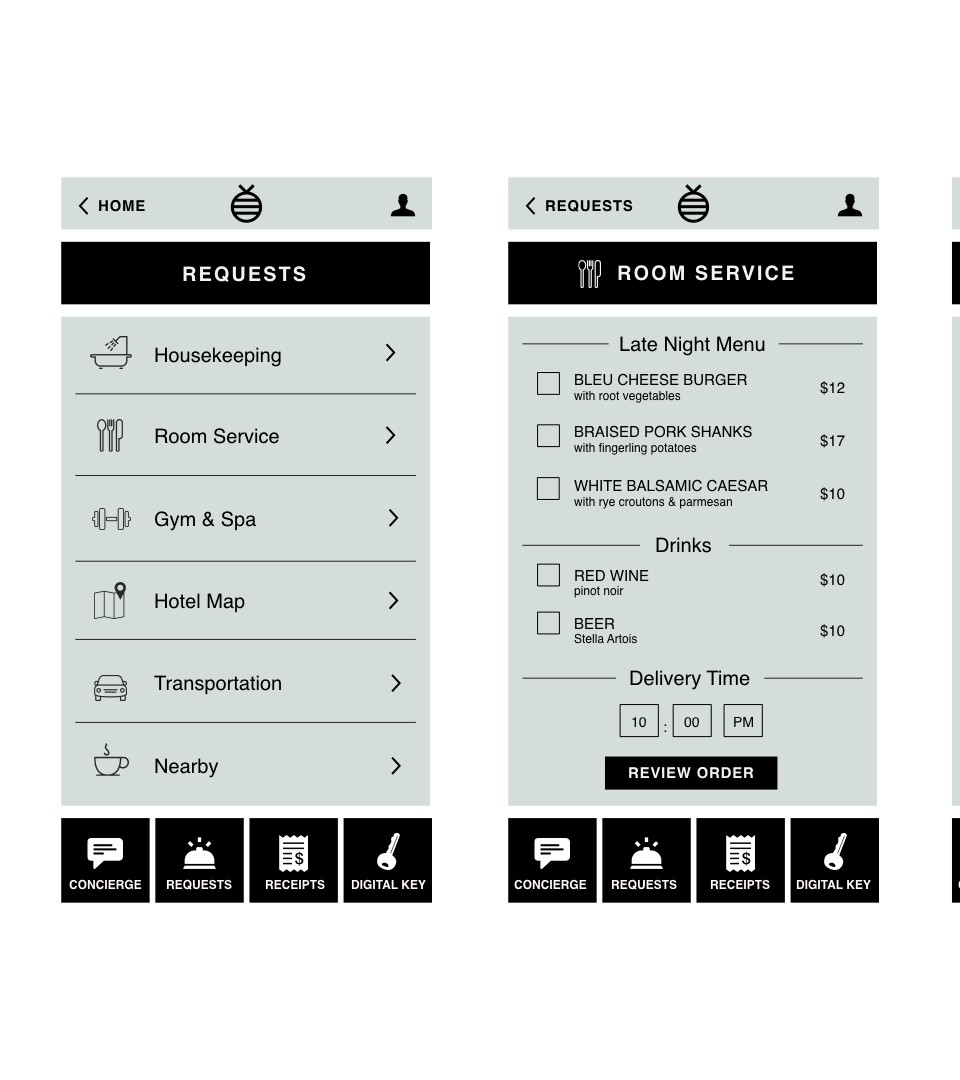 HOME
REQUESTS
Housekeeping
Room Service
Gym & Spa
Hotel Map
Transportation
Nearby
CONCIERGE
REQUESTS
RECEIPTS
DIGITAL KEY
REQUESTS
ROOM SERVICE
Late Night Menu
BLEU CHEESE BURGER $12
with root vegetables
BRAISED PORK SHANKS $17
with fingerling potatoes
WHITE BALSAMIC CAESAR $10
with rye croutons & parmesan
Drinks
RED WINE $10
pinot noir
BEER $10
Stella Artois
Delivery Time
10 : 00 PM
REVIEW ORDER
CONCIERGE
REQUESTS
RECEIPTS
DIGITAL KEY